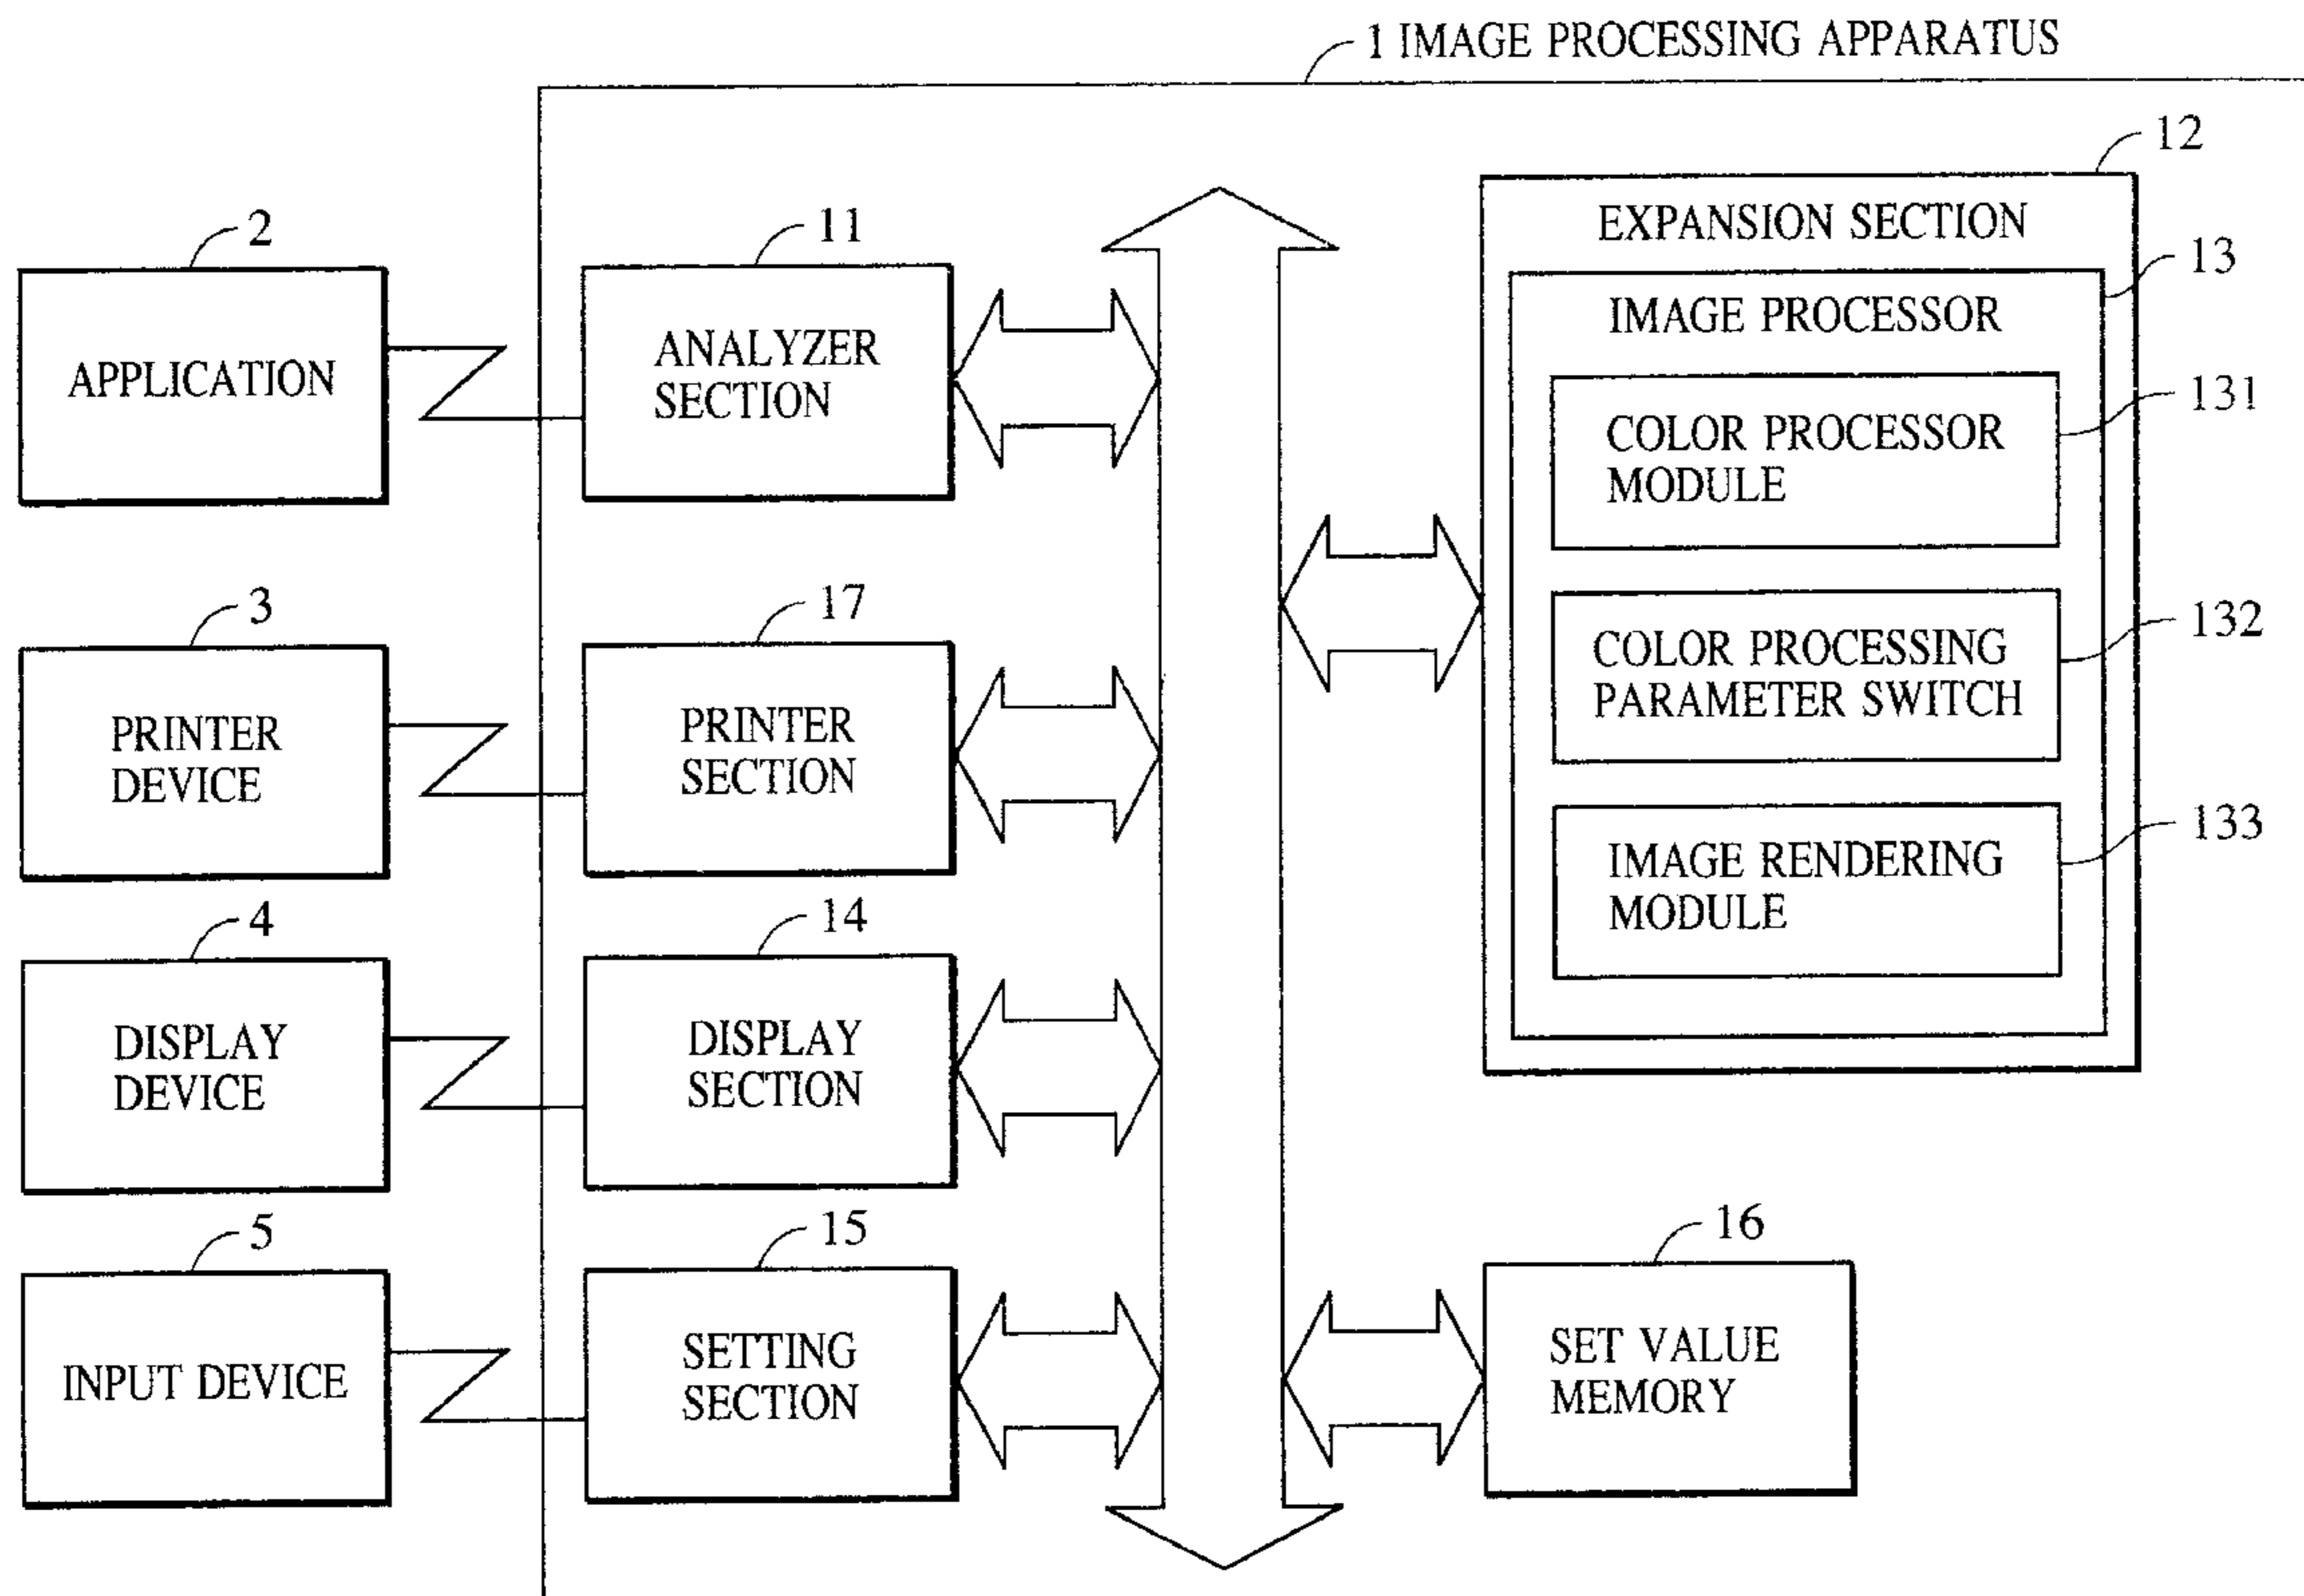 1 IMAGE PROCESSING APPARATUS
2
APPLICATION
11
ANALYZER
SECTION
12
EXPANSION SECTION
13
IMAGE PROCESSOR
131
COLOR PROCESSOR
MODULE
132
COLOR PROCESSING
PARAMETER SWITCH
133
IMAGE RENDERING
MODULE
3
PRINTER
DEVICE
17
PRINTER
SECTION
4
DISPLAY
DEVICE
14
DISPLAY
SECTION
5
INPUT DEVICE
15
SETTING
SECTION
16
SET VALUE
MEMORY